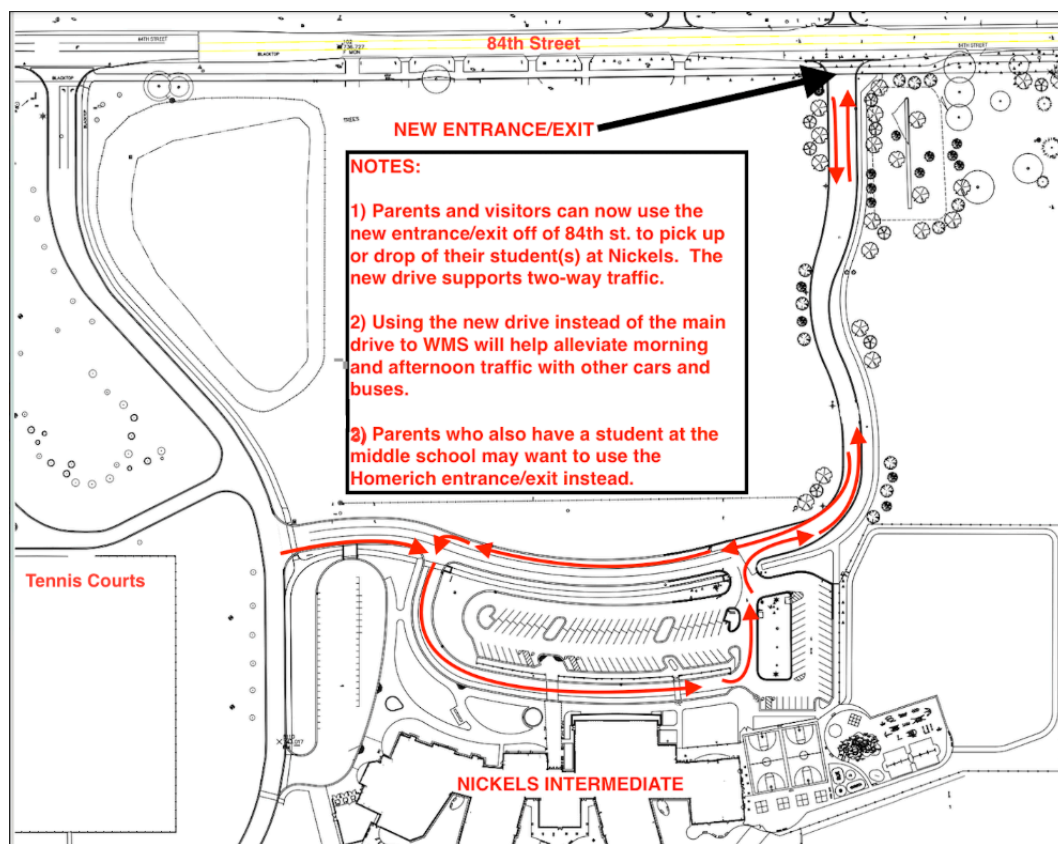 84TH STREET
BLACKTOP
84th Street
84TH STREET
BLACKTOP
BLACKTOP
TREES
NEW ENTRANCE/EXIT
NOTES:
1) Parents and visitors can now use the
new entrance/exit off of 84th st. to pick up
or drop of their student(s) at Nickels.  The
new drive supports two-way traffic.
2) Using the new drive instead of the main
drive to WMS will help alleviate morning
and afternoon traffic with other cars and
buses.
3) Parents who also have a student at the
middle school may want to use the
Homerich entrance/exit instead.
Tennis Courts
NICKELS INTERMEDIATE